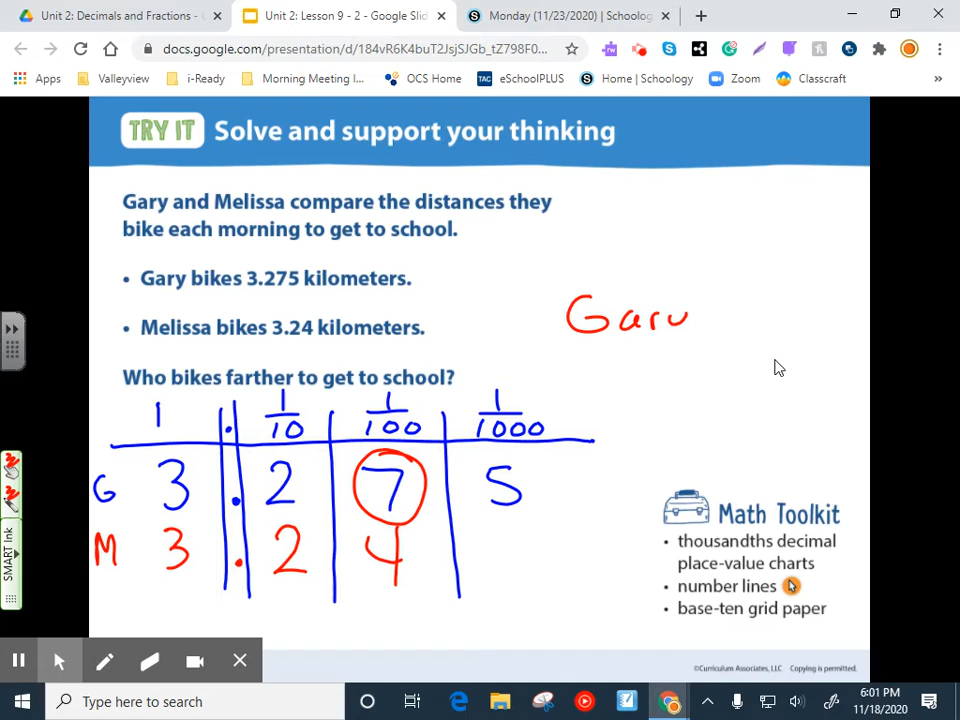 Unit 2: Decimals and Fractions - G
Unit 2: Lesson 9 - 2 - Google Slid
Monday (11/23/2020) | Schoolog
docs.google.com/presentation/d/184vR6K4buT2JsjSJGb_tZ798F0...
Apps
Valleyview
i-Ready
Morning Meeting I...
OCS Home
TAC
eSchoolPLUS
Home | Schoology
Zoom
Classcraft
»
TRY IT Solve and support your thinking
Gary and Melissa compare the distances they
bike each morning to get to school.
• Gary bikes 3.275 kilometers.
• Melissa bikes 3.24 kilometers.
Who bikes farther to get to school?
Gary
1 . 1/10 1/100 1/1000
G 3 . 2 7 5
M 3 . 2 4
Math Toolkit
• thousandths decimal
place-value charts
• number lines
• base-ten grid paper
SMART Ink
©Curriculum Associates, LLC Copying is permitted.
Type here to search
6:01 PM
11/18/2020